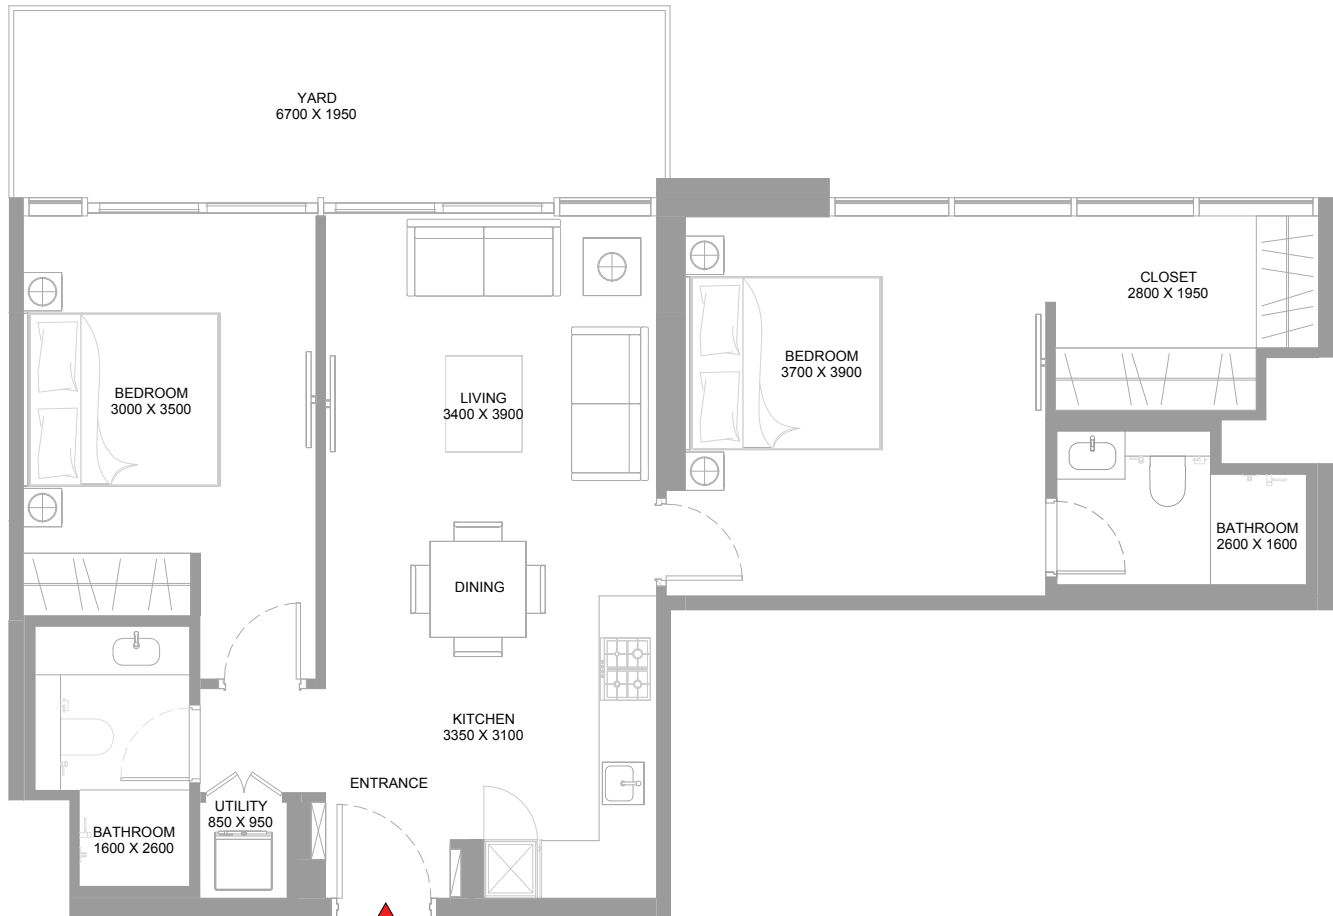 YARD
6700 X 1950
CLOSET
2800 X 1950
BEDROOM
3700 X 3900
BEDROOM
3000 X 3500
LIVING
3400 X 3900
BATHROOM
2600 X 1600
DINING
KITCHEN
3350 X 3100
ENTRANCE
UTILITY
850 X 950
BATHROOM
1600 X 2600